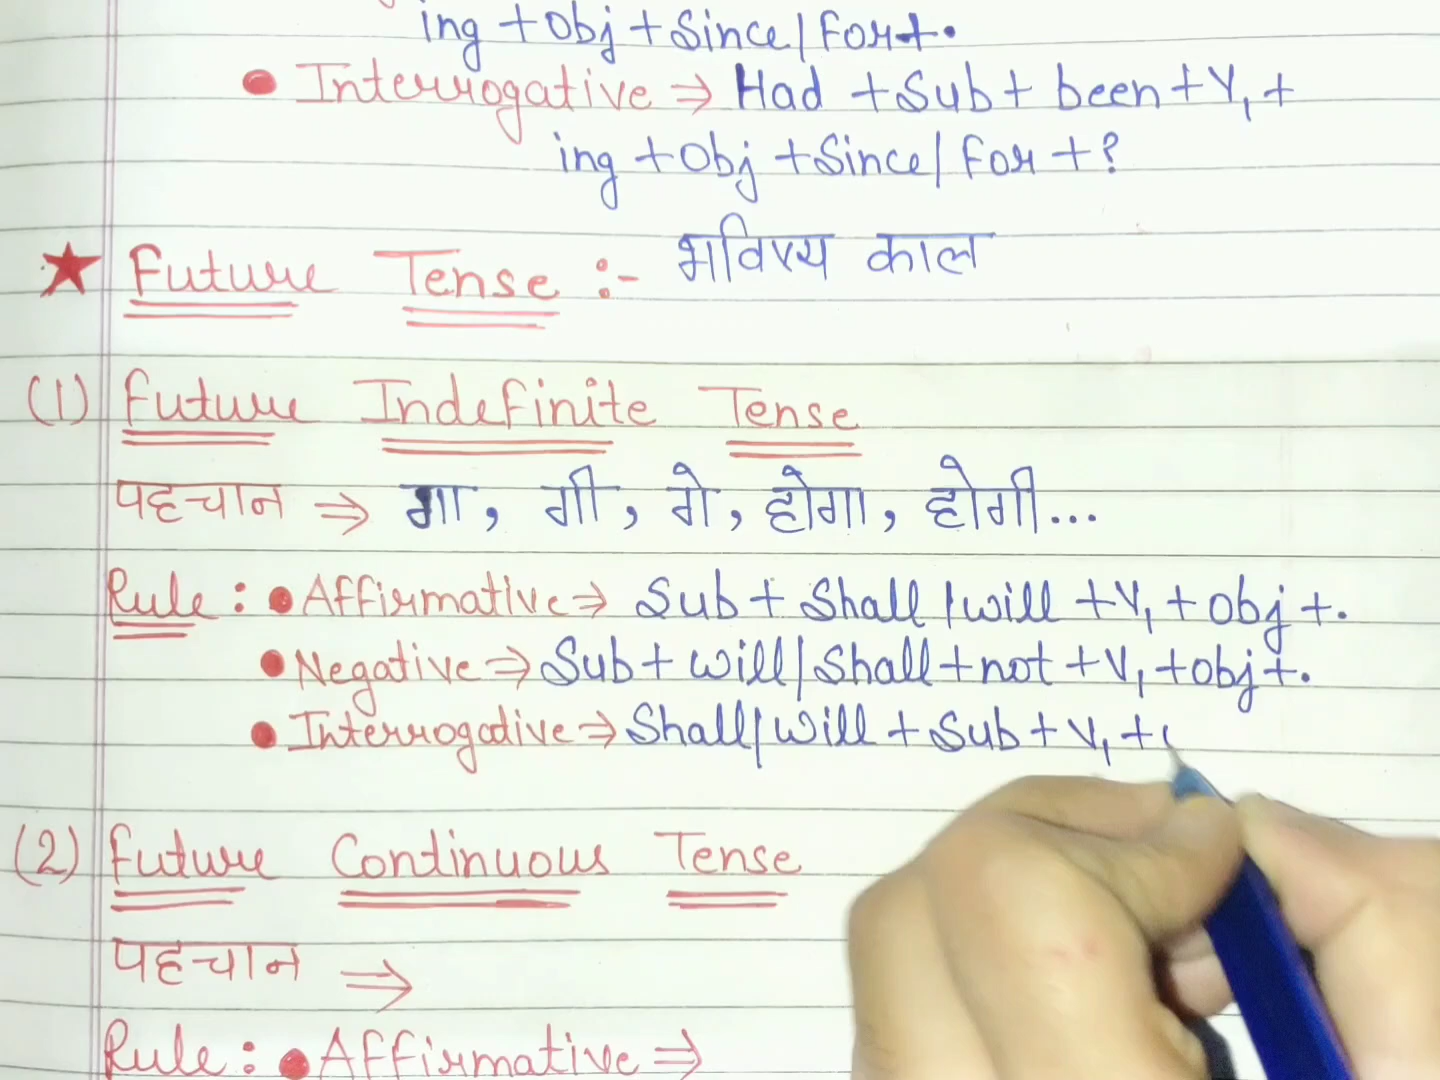 ing + Obj + Since/For + .
● Interrogative ⇒ Had + Sub + been + V₁ +
ing + Obj + Since/For + ?
★ Future Tense :- भविष्य काल
(1) Future Indefinite Tense
पहचान ⇒ गा, गी, गे, होगा, होगी...
Rule : ● Affirmative ⇒ Sub + Shall/will + V₁ + obj + .
● Negative ⇒ Sub + will/Shall + not + V₁ + obj + .
● Interrogative ⇒ Shall/Will + Sub + V₁ +
(2) Future Continuous Tense
पहचान ⇒
Rule : ● Affirmative ⇒